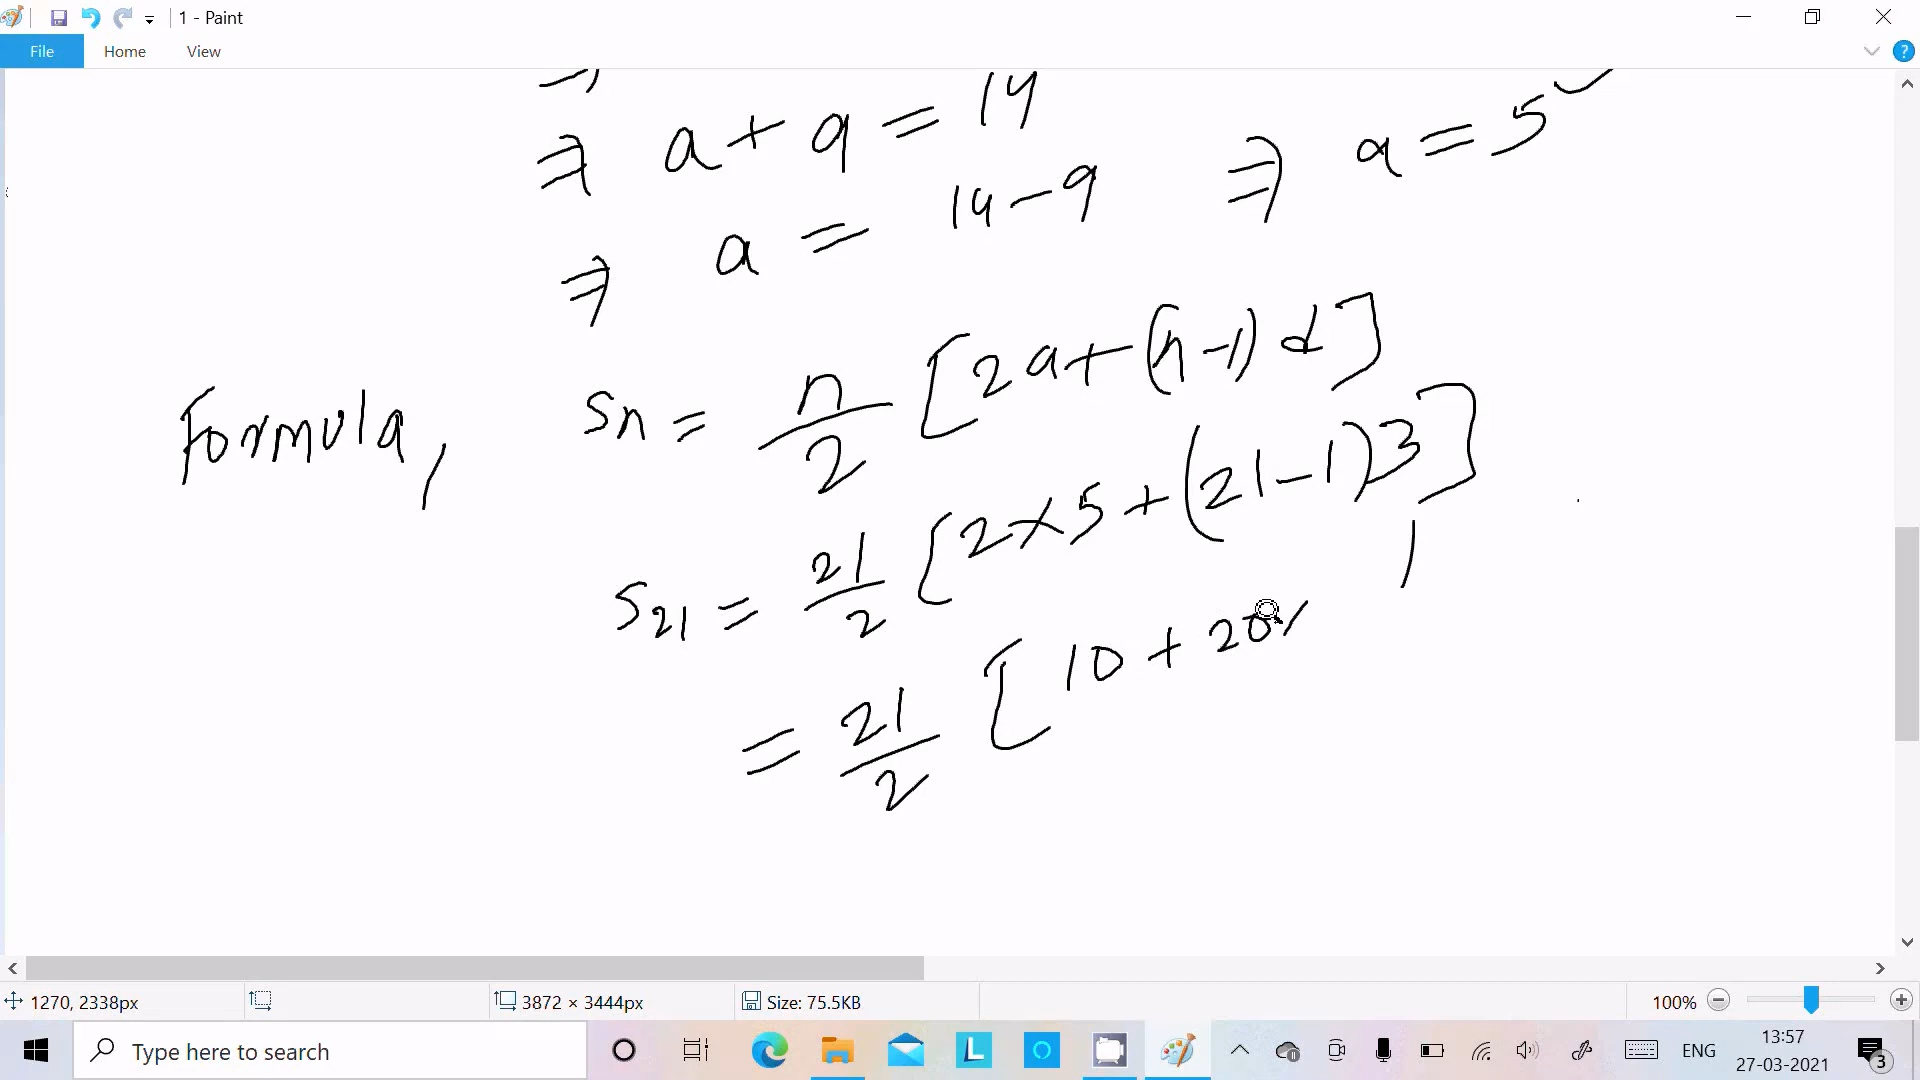 1 - Paint
File Home View
⇒ a + 9 = 14
⇒ a = 14 - 9 ⇒ a = 5
Formula, Sn = n/2 [2a + (n-1) d]
S21 = 21/2 [2×5 + (21-1)3]
= 21/2 [10 + 20
1270, 2338px 3872 × 3444px Size: 75.5KB 100%
Type here to search
L
ENG
13:57
27-03-2021
3